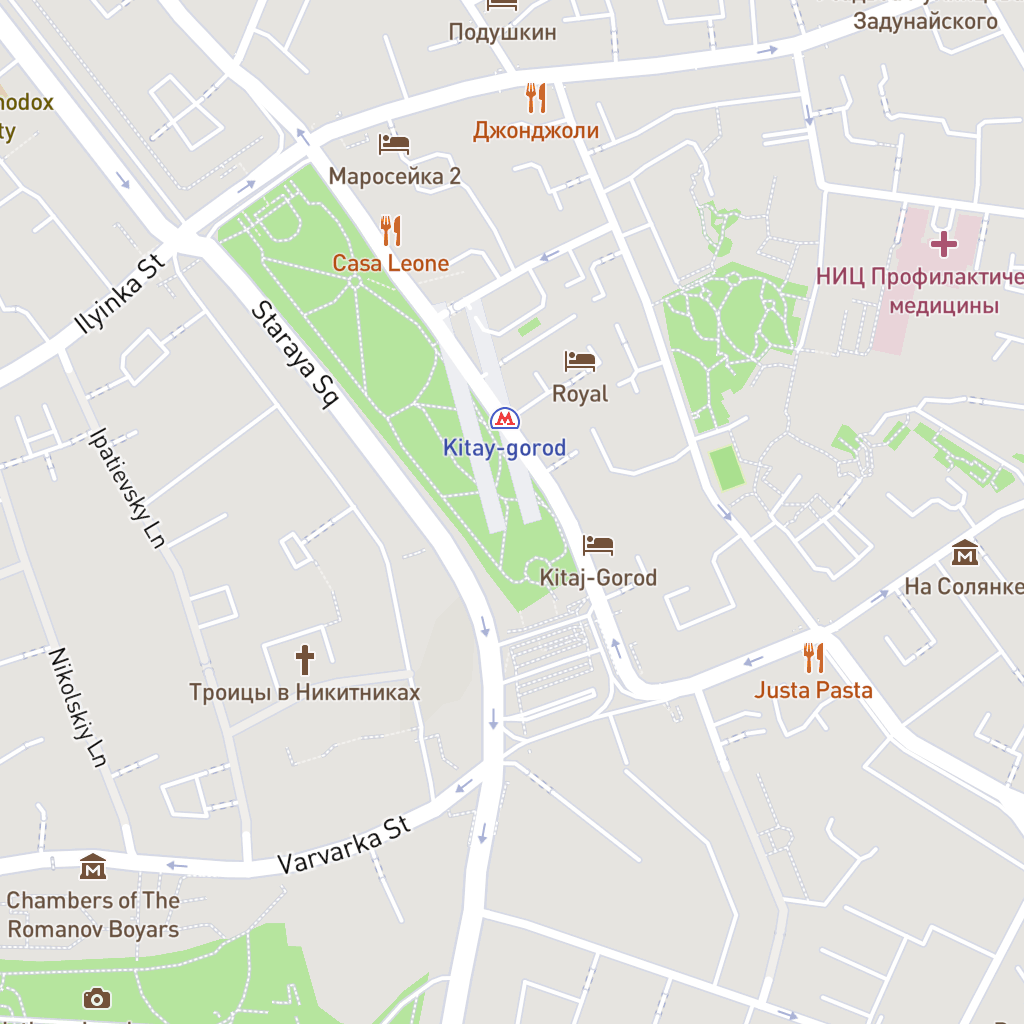 Подушкин
Задунайского
Джонджоли
Маросейка 2
Casa Leone
Ilyinka St
Staraya Sq
НИЦ Профилактиче
медицины
Royal
Kitay-gorod
Ipatievsky Ln
Kitaj-Gorod
На Солянке
Nikolskiy Ln
Троицы в Никитниках
Justa Pasta
Varvarka St
Chambers of The
Romanov Boyars